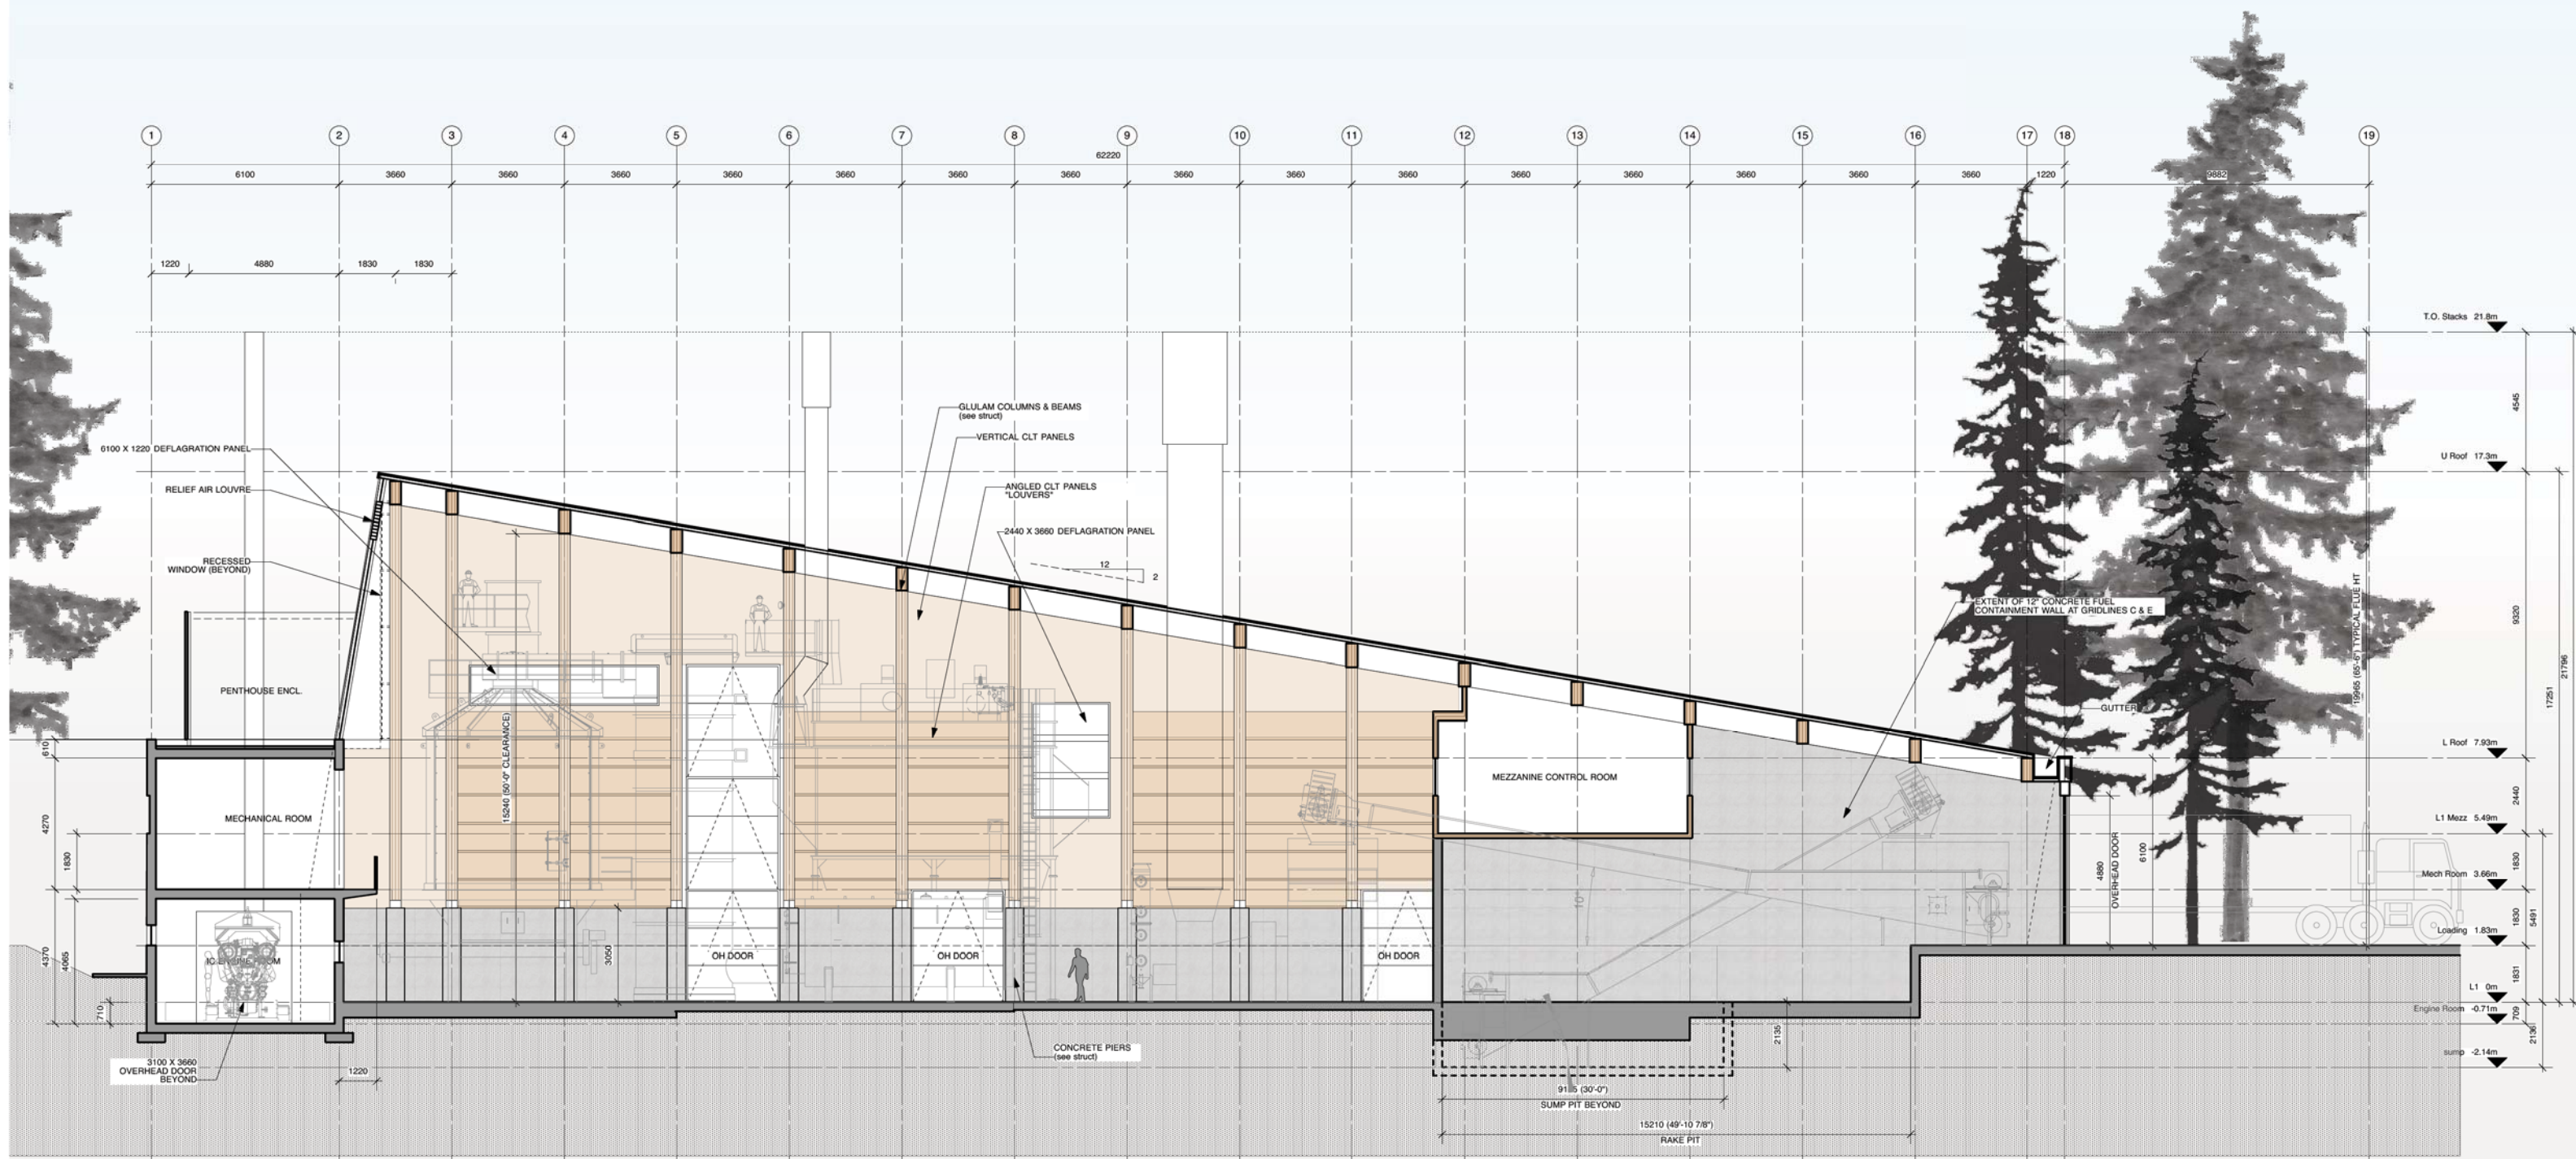 1 2 3 4 5 6 7 8 9 10 11 12 13 14 15 16 17 18 19
62220
6100 3660 3660 3660 3660 3660 3660 3660 3660 3660 3660 3660 3660 3660 3660 3660 1220 9882
1220 4880 1830 1830
T.O. Stacks 21.8m
GLULAM COLUMNS & BEAMS
(see struct)
VERTICAL CLT PANELS
4545
6100 X 1220 DEFLAGRATION PANEL
U Roof 17.3m
RELIEF AIR LOUVRE
ANGLED CLT PANELS
"LOUVERS"
2440 X 3660 DEFLAGRATION PANEL
RECESSED
WINDOW (BEYOND)
12
2
EXTENT OF 12" CONCRETE FUEL
CONTAINMENT WALL AT GRIDLINES C & E
19965 (65'-6") TYPICAL FLUE HT
9320
21796
17251
PENTHOUSE ENCL.
GUTTER
15240 (50'-0" CLEARANCE)
610
L Roof 7.93m
MEZZANINE CONTROL ROOM
2440
MECHANICAL ROOM
4270
1830
L1 Mezz 5.49m
4880
OVERHEAD DOOR
6100
1830
Mech Room 3.66m
10°
1830
5491
Loading 1.83m
4370
4065
IC ENGINE ROOM
3050
OH DOOR
OH DOOR
OH DOOR
1831
L1 0m
710
Engine Room -0.71m
709
2135
2136
CONCRETE PIERS
(see struct)
sump -2.14m
3100 X 3660
OVERHEAD DOOR
BEYOND
1220
(30'-0")
SUMP PIT BEYOND
15210 (49'-10 7/8")
RAKE PIT